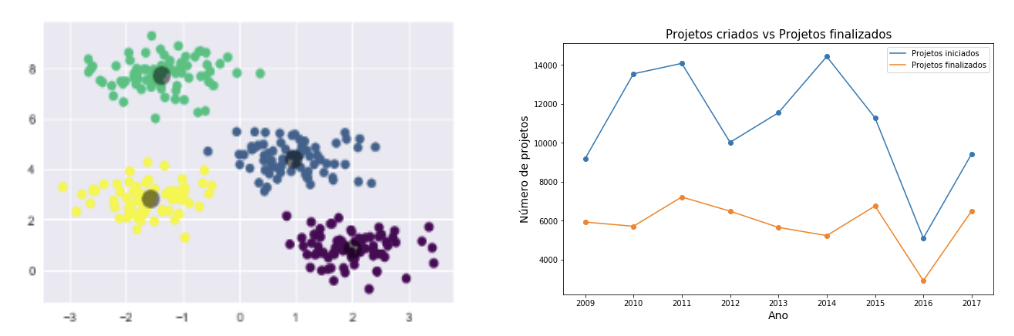 8
6
4
2
0
−3 −2 −1 0 1 2 3
Projetos criados vs Projetos finalizados
Projetos iniciados
Projetos finalizados
Número de projetos
14000
12000
10000
8000
6000
4000
2009 2010 2011 2012 2013 2014 2015 2016 2017
Ano